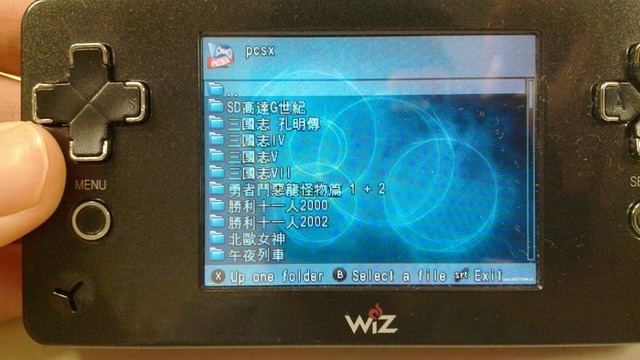 pcsx
..
SD高達G世紀
三國志 孔明傳
三國志IV
三國志V
三國志VII
勇者鬥惡龍怪物篇 1 + 2
勝利十一人2000
勝利十一人2002
北歐女神
午夜列車
X Up one folder B Select a file srt Exit
MENU
SE
WiZ